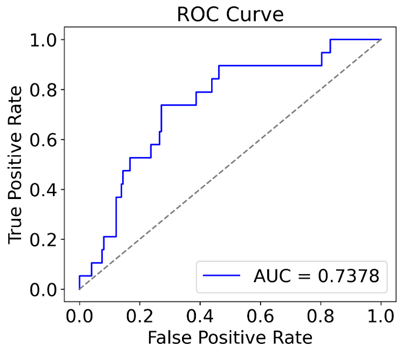 ROC Curve
True Positive Rate
1.0
0.8
0.6
0.4
0.2
0.0
AUC = 0.7378
0.0 0.2 0.4 0.6 0.8 1.0
False Positive Rate